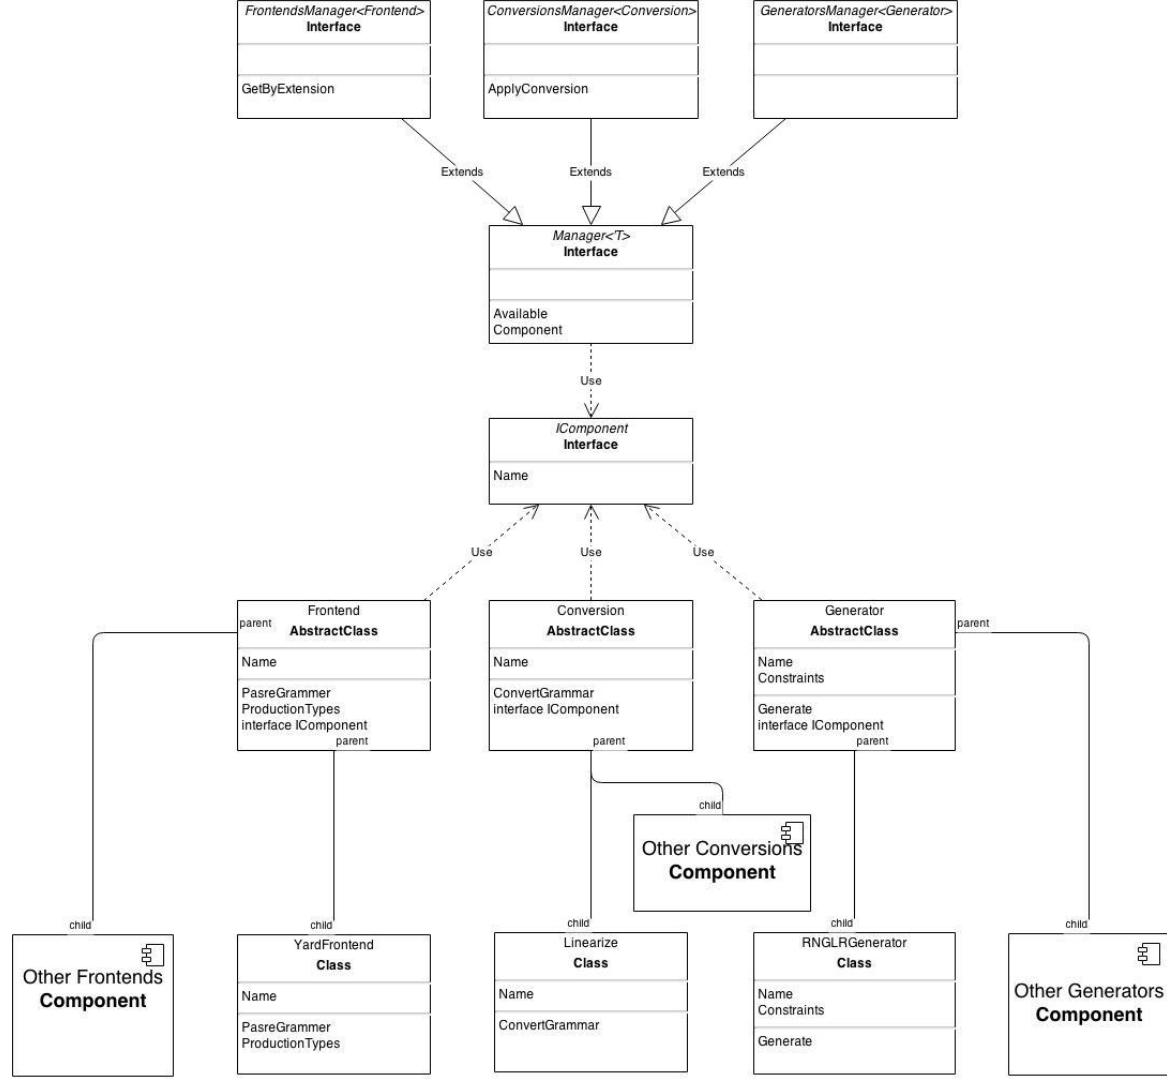 FrontendsManager<Frontend>
Interface
GetByExtension
ConversionsManager<Conversion>
Interface
ApplyConversion
GeneratorsManager<Generator>
Interface
Extends
Extends
Extends
Manager<'T>
Interface
Available
Component
Use
IComponent
Interface
Name
Use
Use
Use
Frontend
AbstractClass
Name
PasreGrammer
ProductionTypes
interface IComponent
parent
parent
Conversion
AbstractClass
Name
ConvertGrammar
interface IComponent
parent
Generator
AbstractClass
Name
Constraints
Generate
interface IComponent
parent
parent
child
Other Conversions
Component
child
Other Frontends
Component
child
YardFrontend
Class
Name
PasreGrammer
ProductionTypes
child
Linearize
Class
Name
ConvertGrammar
child
RNGLRGenerator
Class
Name
Constraints
Generate
child
Other Generators
Component